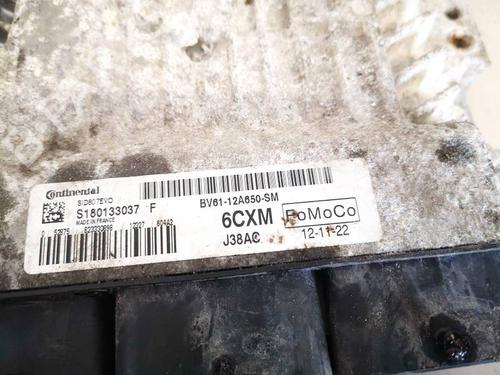 Continental
SID807EVO
S180133037 F
MADE IN FRANCE
BV61-12A650-SM
6CXM FoMoCo
J38AC 12-11-22